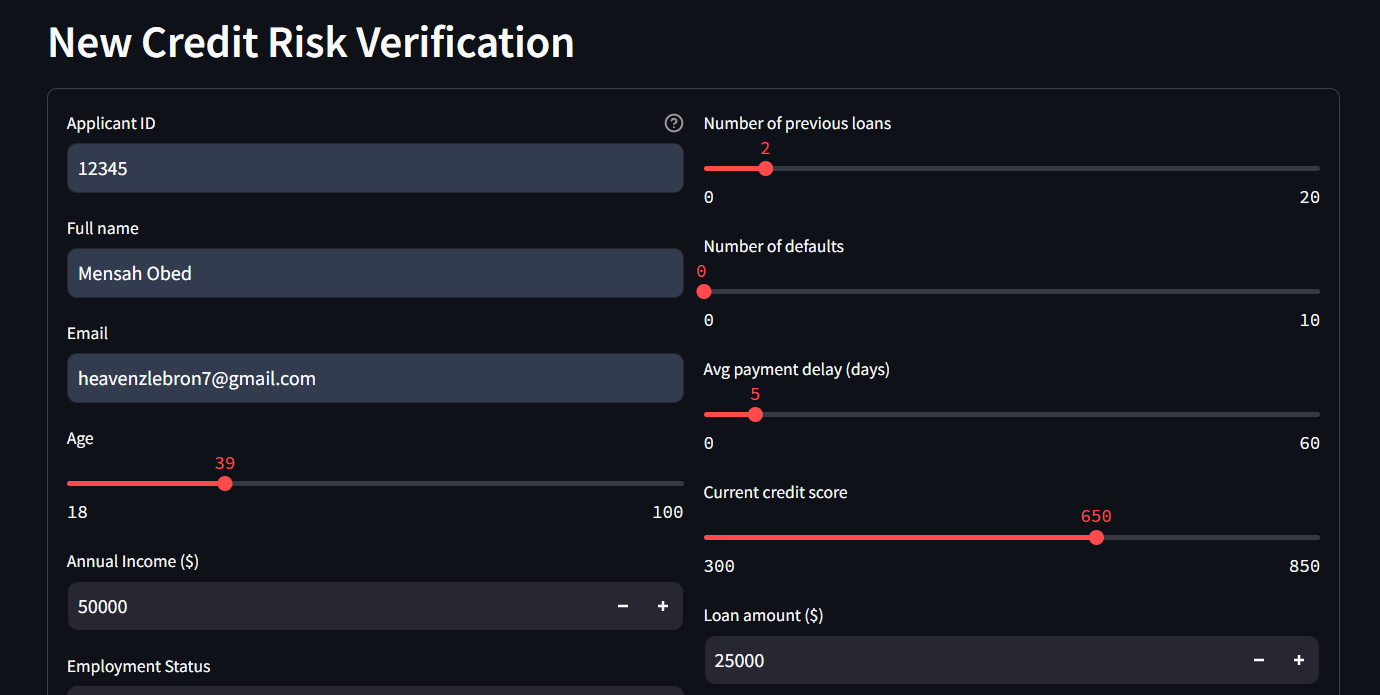 New Credit Risk Verification
Applicant ID
12345
Full name
Mensah Obed
Email
heavenzlebron7@gmail.com
Age
39
18 100
Annual Income ($)
50000
Employment Status
Number of previous loans
2
0 20
Number of defaults
0
0 10
Avg payment delay (days)
5
0 60
Current credit score
650
300 850
Loan amount ($)
25000